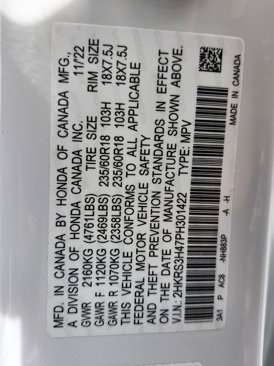 MFD. IN CANADA BY HONDA OF CANADA MFG.,
A DIVISION OF HONDA CANADA INC. 11/22
GVWR 2160KG (4761LBS) TIRE SIZE RIM SIZE
GAWR F 1120KG (2469LBS) 235/60R18 103H 18X7.5J
GAWR R 1070KG (2358LBS) 235/60R18 103H 18X7.5J
THIS VEHICLE CONFORMS TO ALL APPLICABLE
FEDERAL MOTOR VEHICLE SAFETY
AND THEFT PREVENTION STANDARDS IN EFFECT
ON THE DATE OF MANUFACTURE SHOWN ABOVE.
V.I.N.: 2HKRS3H47PH301422 TYPE: MPV
3A1 P AC8 -NH883P -A -H MADE IN CANADA